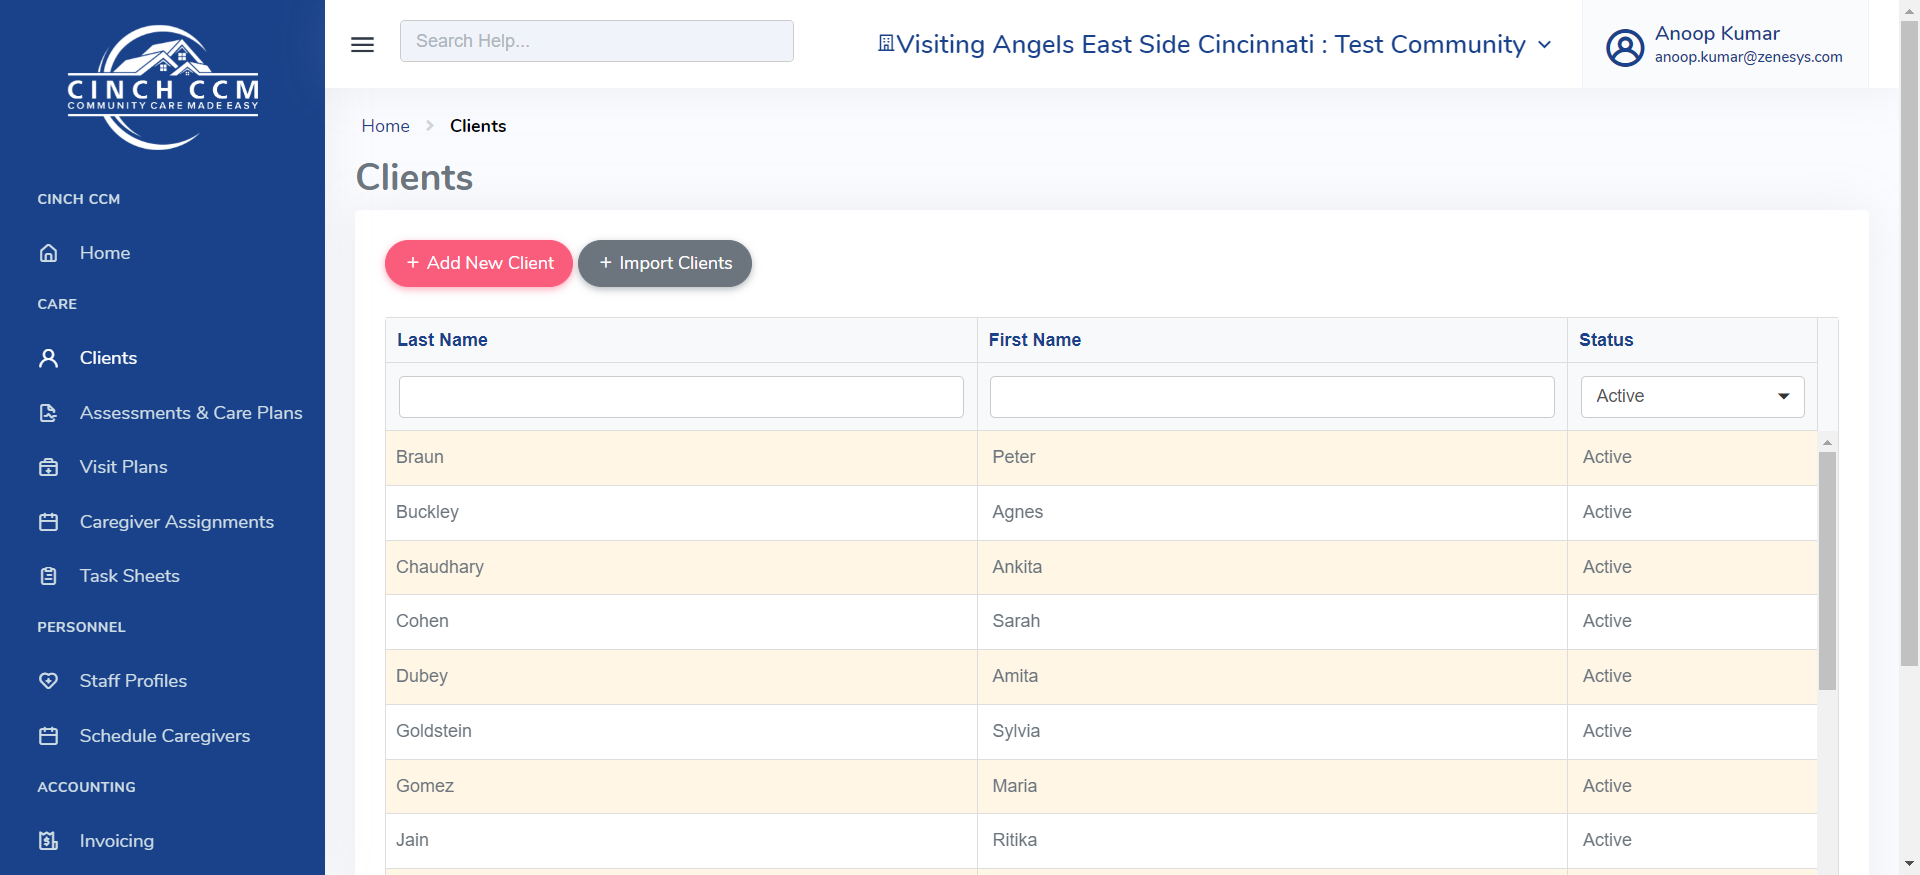 CINCH CCM
COMMUNITY CARE MADE EASY
CINCH CCM
Home
CARE
Clients
Assessments & Care Plans
Visit Plans
Caregiver Assignments
Task Sheets
PERSONNEL
Staff Profiles
Schedule Caregivers
ACCOUNTING
Invoicing
Search Help...
Visiting Angels East Side Cincinnati : Test Community
Anoop Kumar
anoop.kumar@zenesys.com
Home > Clients
Clients
+ Add New Client
+ Import Clients
Last Name First Name Status
Active
Braun Peter Active
Buckley Agnes Active
Chaudhary Ankita Active
Cohen Sarah Active
Dubey Amita Active
Goldstein Sylvia Active
Gomez Maria Active
Jain Ritika Active